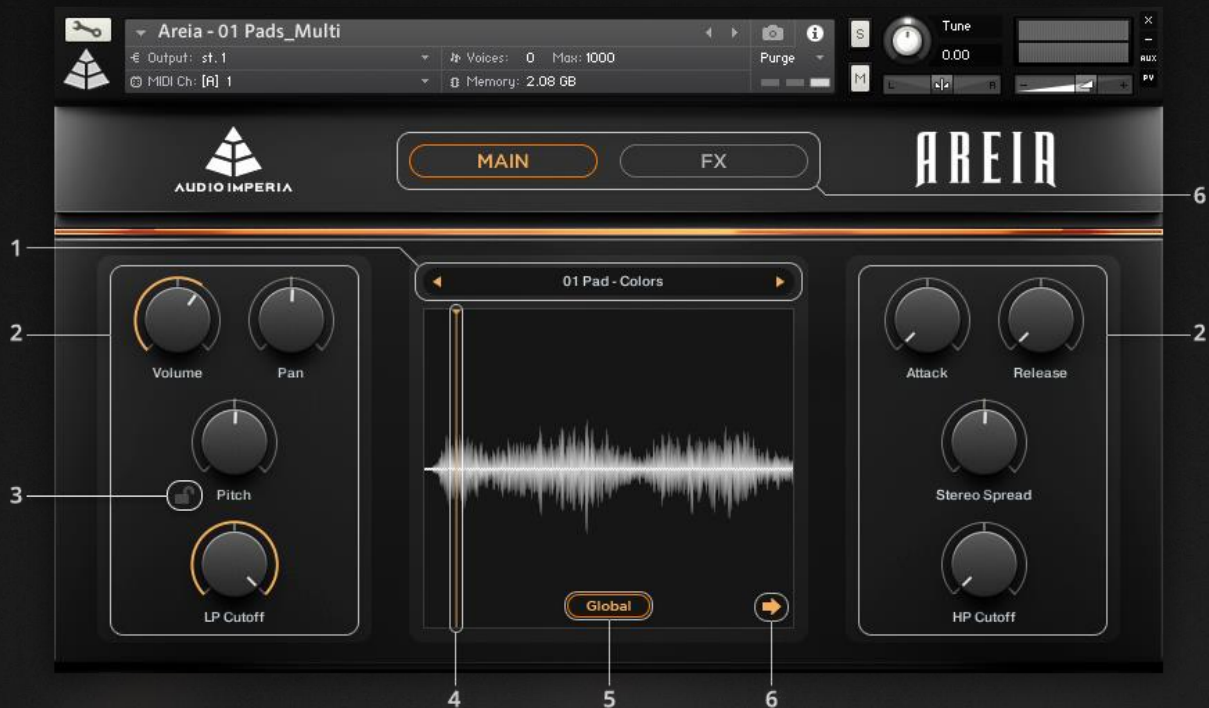 Areia - 01 Pads_Multi
Output: st. 1
Voices: 0 Max: 1000
Purge
MIDI Ch: [A] 1
Memory: 2.08 GB
S
M
Tune
0.00
L
R
-
+
×
-
AUX
PV
AUDIO IMPERIA
MAIN
FX
AREIA
6
1
01 Pad - Colors
2
Volume
Pan
Attack
Release
2
3
Pitch
Stereo Spread
LP Cutoff
Global
HP Cutoff
4
5
6